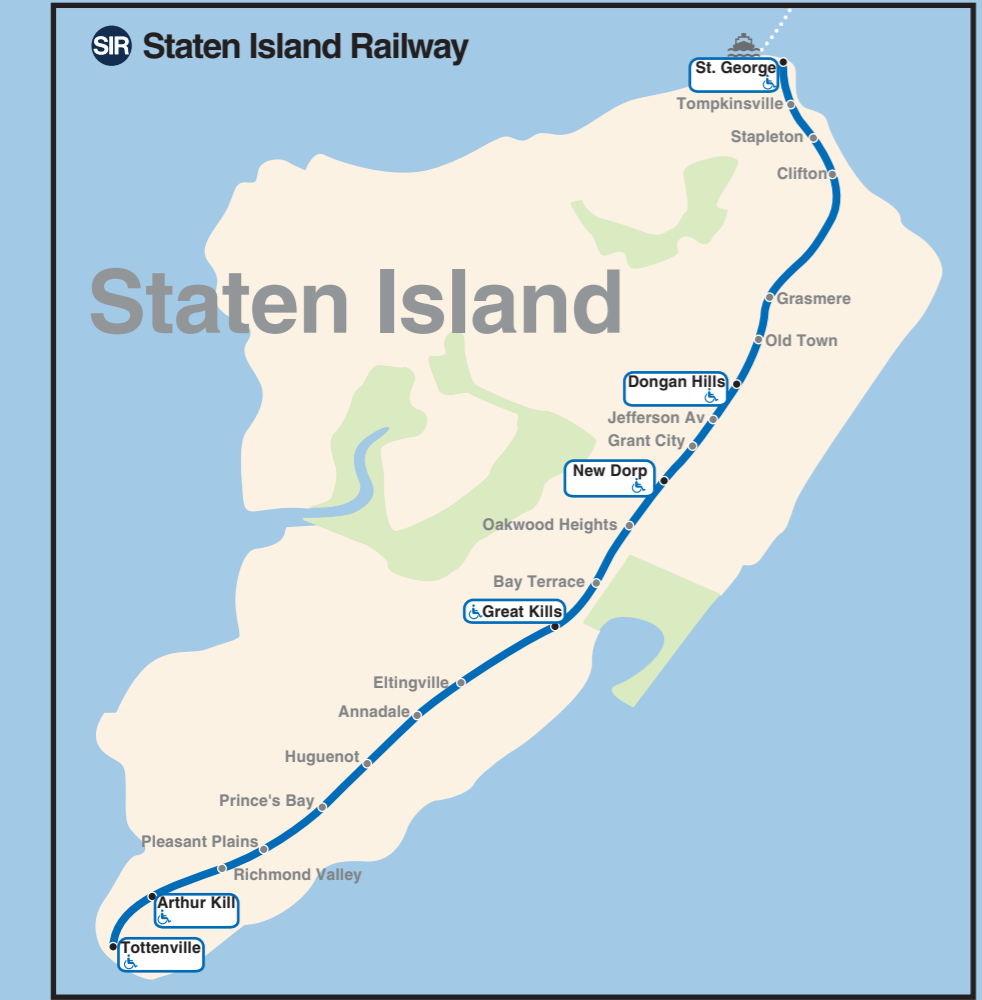 SIR Staten Island Railway
St. George
Tompkinsville
Stapleton
Clifton
Staten Island
Grasmere
Old Town
Dongan Hills
Jefferson Av
Grant City
New Dorp
Oakwood Heights
Bay Terrace
Great Kills
Eltingville
Annadale
Huguenot
Prince's Bay
Pleasant Plains
Richmond Valley
Arthur Kill
Tottenville